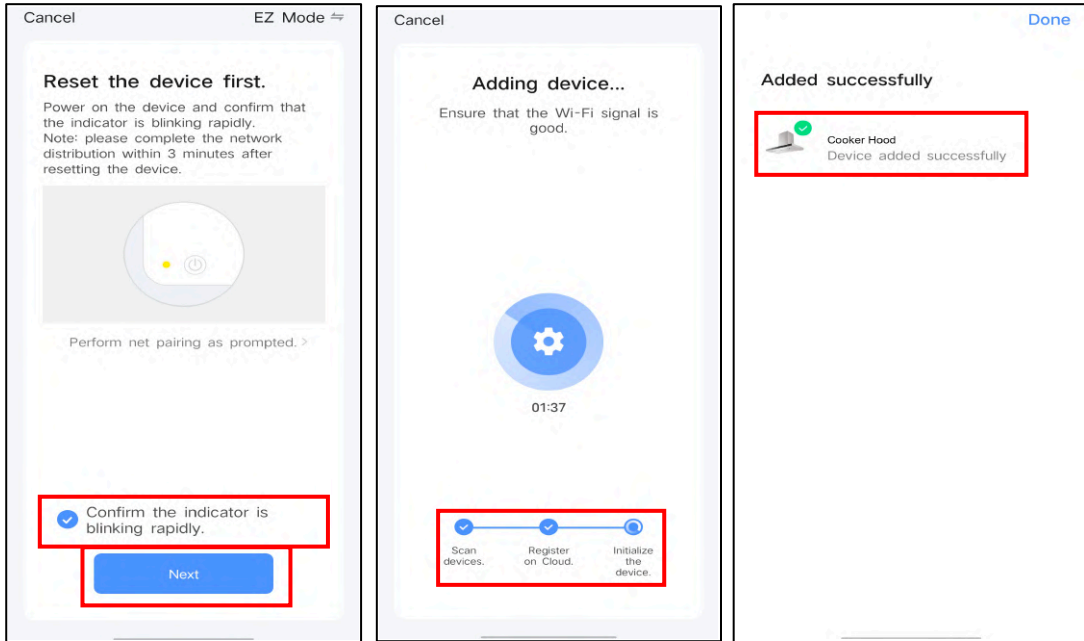 Cancel
EZ Mode ⇋
Reset the device first.
Power on the device and confirm that
the indicator is blinking rapidly.
Note: please complete the network
distribution within 3 minutes after
resetting the device.
Perform net pairing as prompted. >
Confirm the indicator is
blinking rapidly.
Next
Cancel
Adding device...
Ensure that the Wi-Fi signal is
good.
01:37
Scan
devices.
Register
on Cloud.
Initialize
the
device.
Done
Added successfully
Cooker Hood
Device added successfully